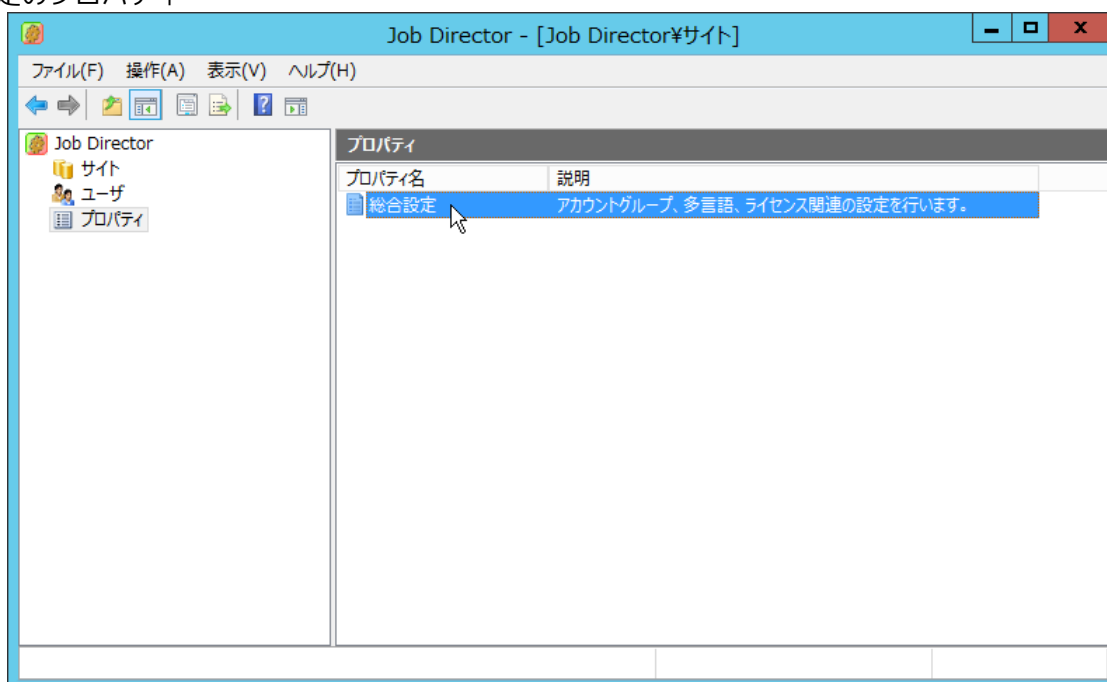 Job Director - [Job Director¥サイト]
ファイル(F) 操作(A) 表示(V) ヘルプ(H)
Job Director
サイト
ユーザ
プロパティ
プロパティ
プロパティ名 説明
総合設定 アカウントグループ、多言語、ライセンス関連の設定を行います。